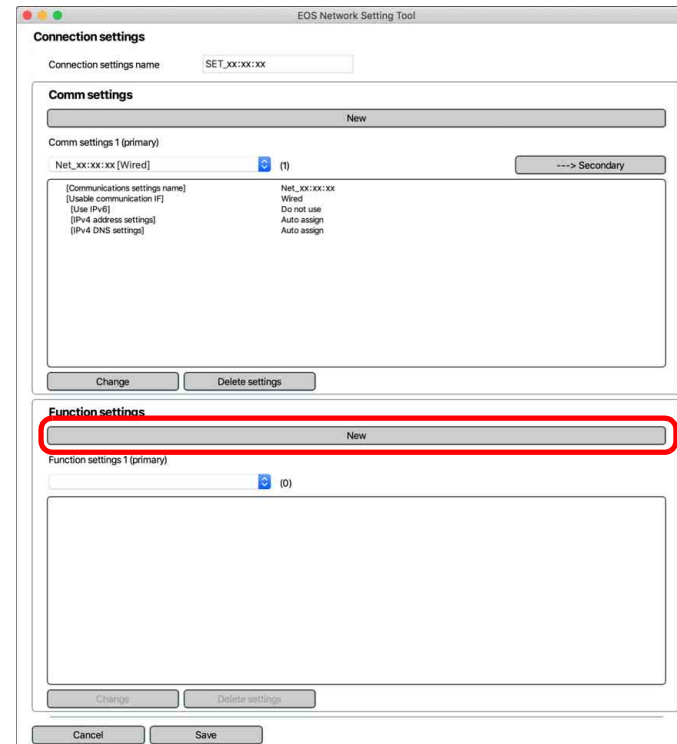 EOS Network Setting Tool
Connection settings
Connection settings name SET_xx:xx:xx
Comm settings
New
Comm settings 1 (primary)
Net_xx:xx:xx [Wired] (1) ---> Secondary
[Communications settings name] Net_xx:xx:xx
[Usable communication IF] Wired
[Use IPv6] Do not use
[IPv4 address settings] Auto assign
[IPv4 DNS settings] Auto assign
Change Delete settings
Function settings
New
Function settings 1 (primary)
(0)
Change Delete settings
Cancel Save